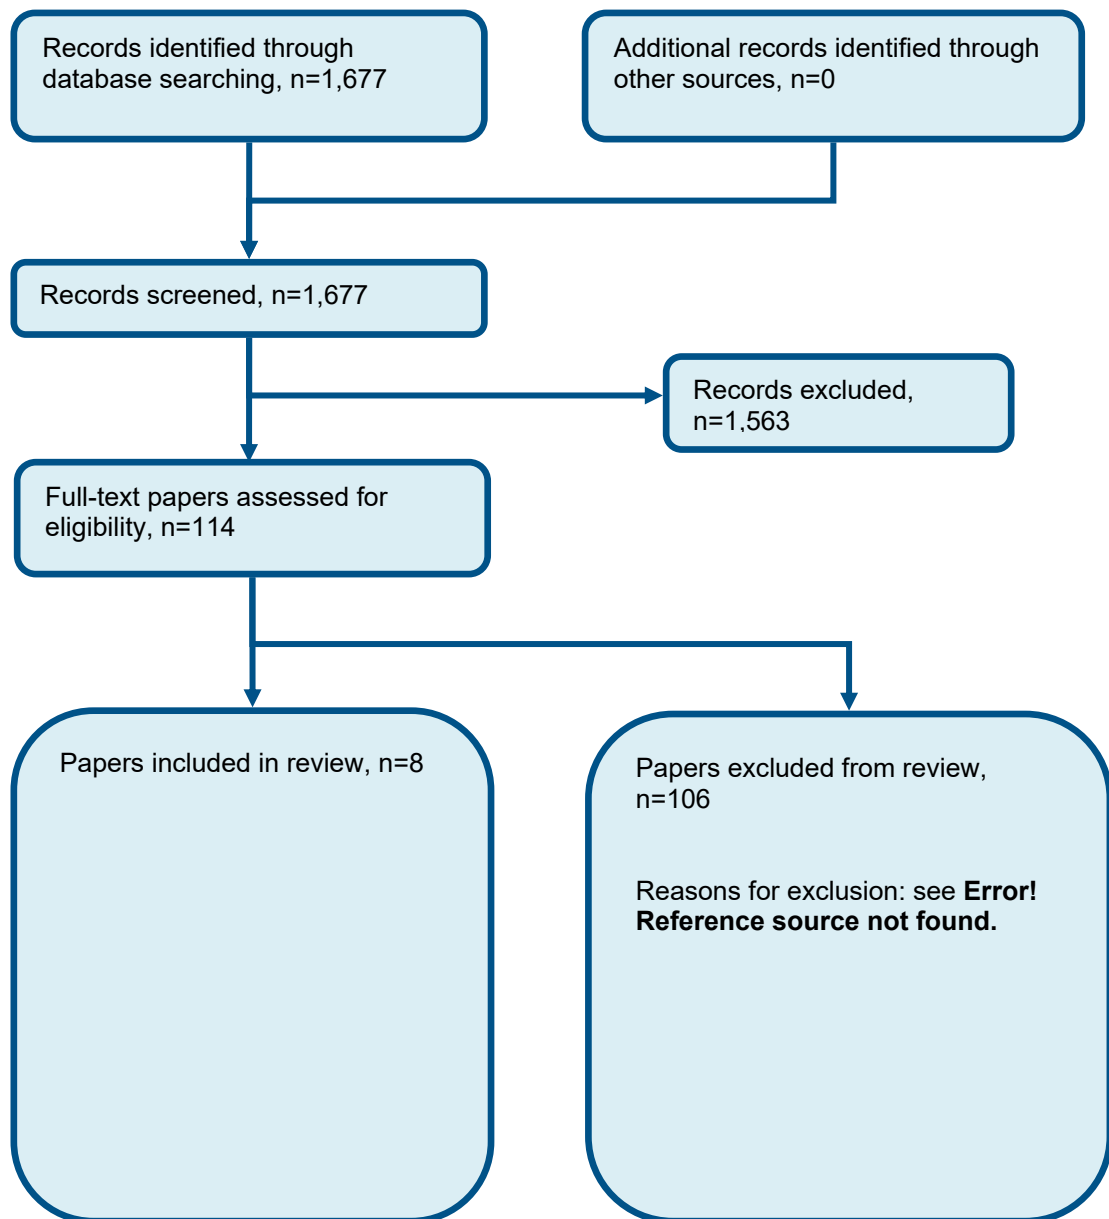 Records identified through
database searching, n=1,677
Additional records identified through
other sources, n=0
Records screened, n=1,677
Records excluded,
n=1,563
Full-text papers assessed for
eligibility, n=114
Papers included in review, n=8
Papers excluded from review,
n=106
Reasons for exclusion: see Error!
Reference source not found.